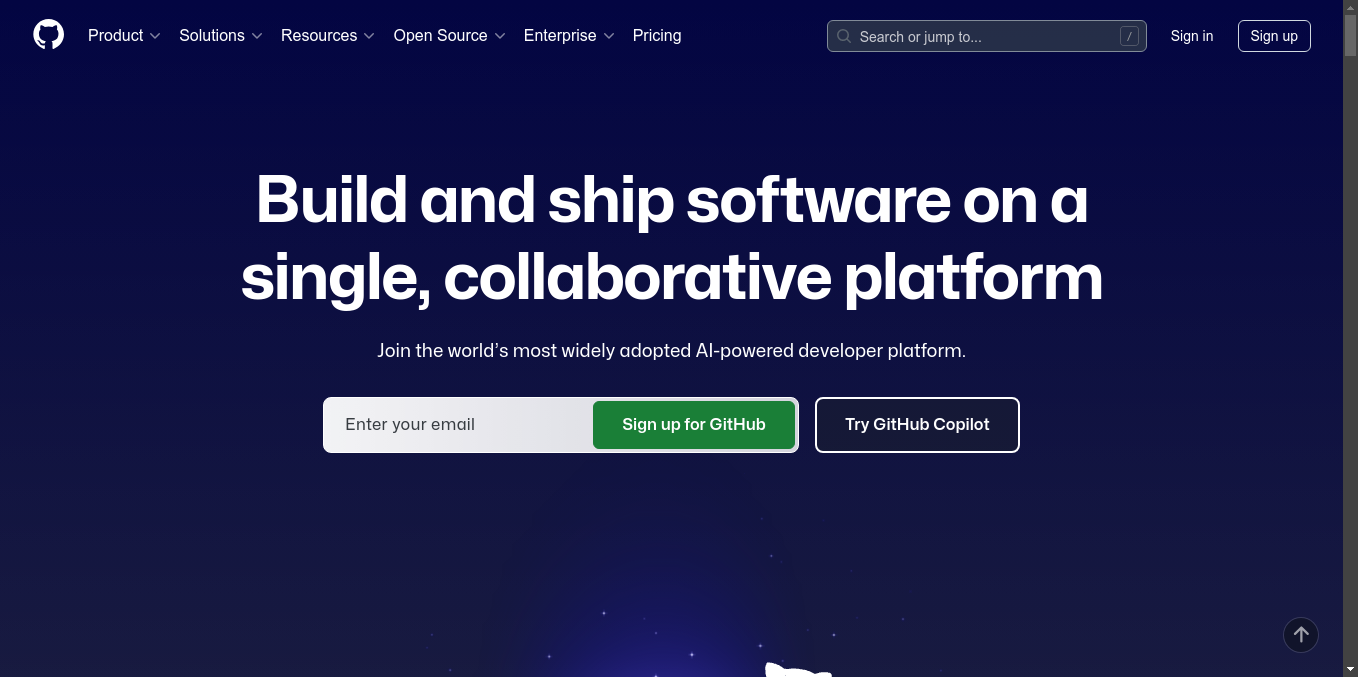 Product Solutions Resources Open Source Enterprise Pricing Search or jump to... / Sign in Sign up
Build and ship software on a
single, collaborative platform
Join the world's most widely adopted AI-powered developer platform.
Enter your email Sign up for GitHub Try GitHub Copilot